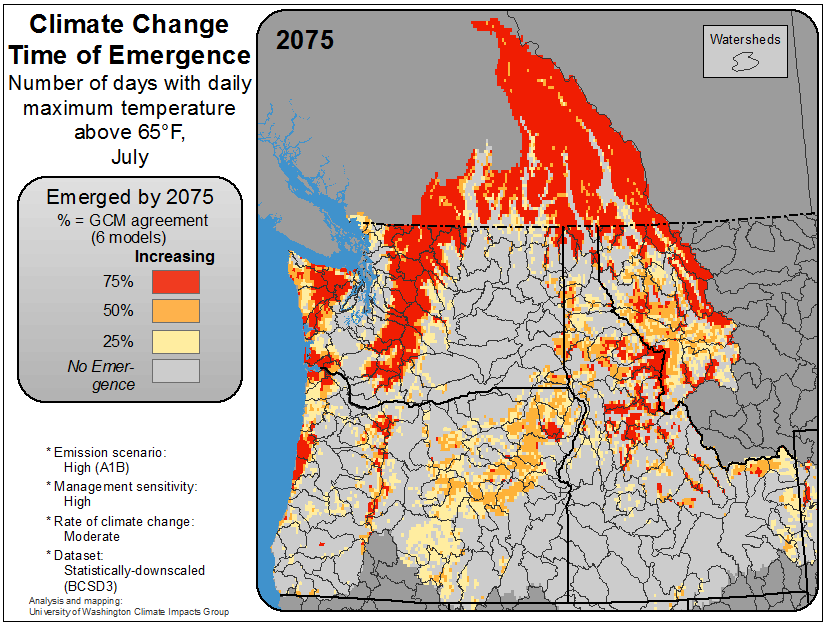 Climate Change
Time of Emergence
Number of days with daily
maximum temperature
above 65°F,
July
Emerged by 2075
% = GCM agreement
(6 models)
Increasing
75%
50%
25%
No Emer-
gence
* Emission scenario:
High (A1B)
* Management sensitivity:
High
* Rate of climate change:
Moderate
* Dataset:
Statistically-downscaled
(BCSD3)
Analysis and mapping:
University of Washington Climate Impacts Group
2075
Watersheds